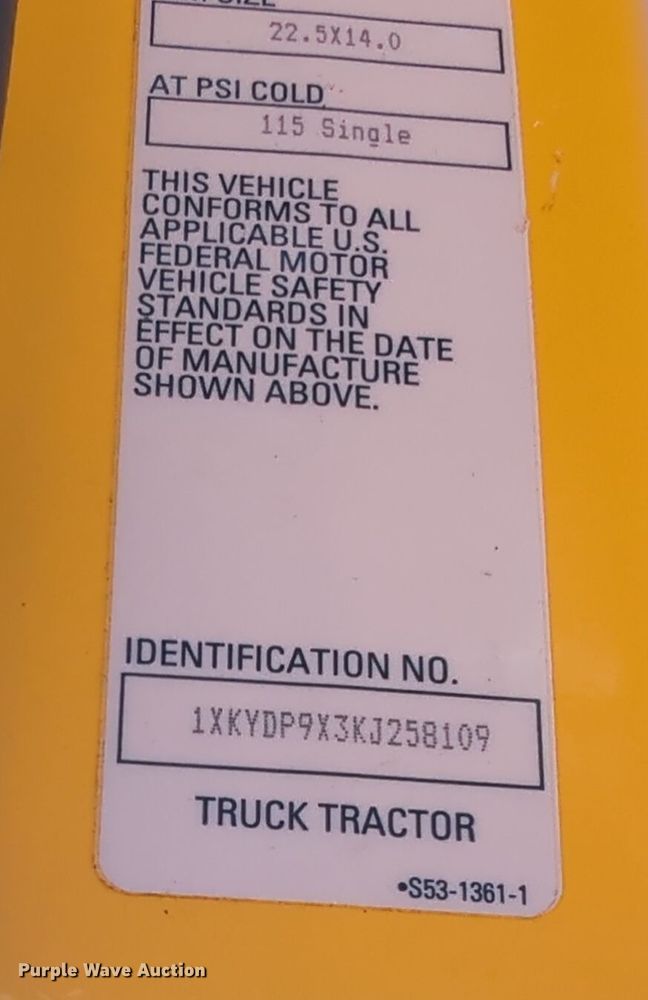 22.5X14.0
AT PSI COLD
115 Single
THIS VEHICLE
CONFORMS TO ALL
APPLICABLE U.S.
FEDERAL MOTOR
VEHICLE SAFETY
STANDARDS IN
EFFECT ON THE DATE
OF MANUFACTURE
SHOWN ABOVE.
IDENTIFICATION NO.
1XKYDP9X3KJ258109
TRUCK TRACTOR
•S53-1361-1
Purple Wave Auction